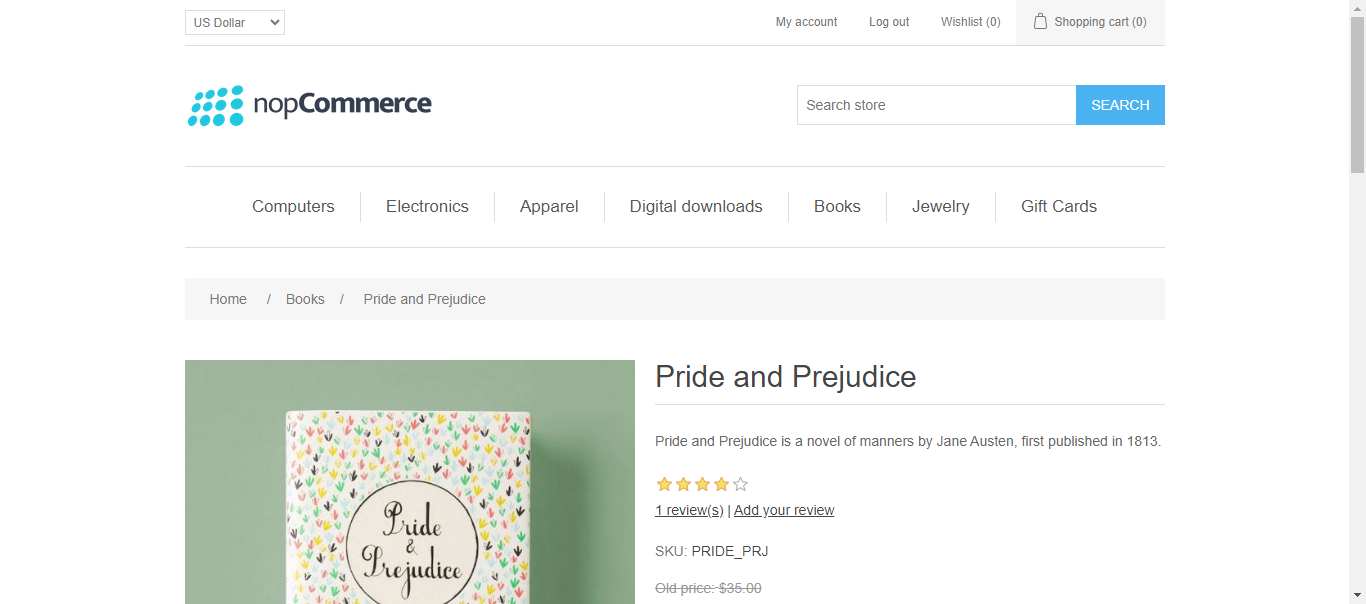 US Dollar
My account Log out Wishlist (0) Shopping cart (0)
nopCommerce
Search store SEARCH
Computers Electronics Apparel Digital downloads Books Jewelry Gift Cards
Home / Books / Pride and Prejudice
Pride
&
Prejudice
Pride and Prejudice
Pride and Prejudice is a novel of manners by Jane Austen, first published in 1813.
1 review(s) | Add your review
SKU: PRIDE_PRJ
Old price: $35.00